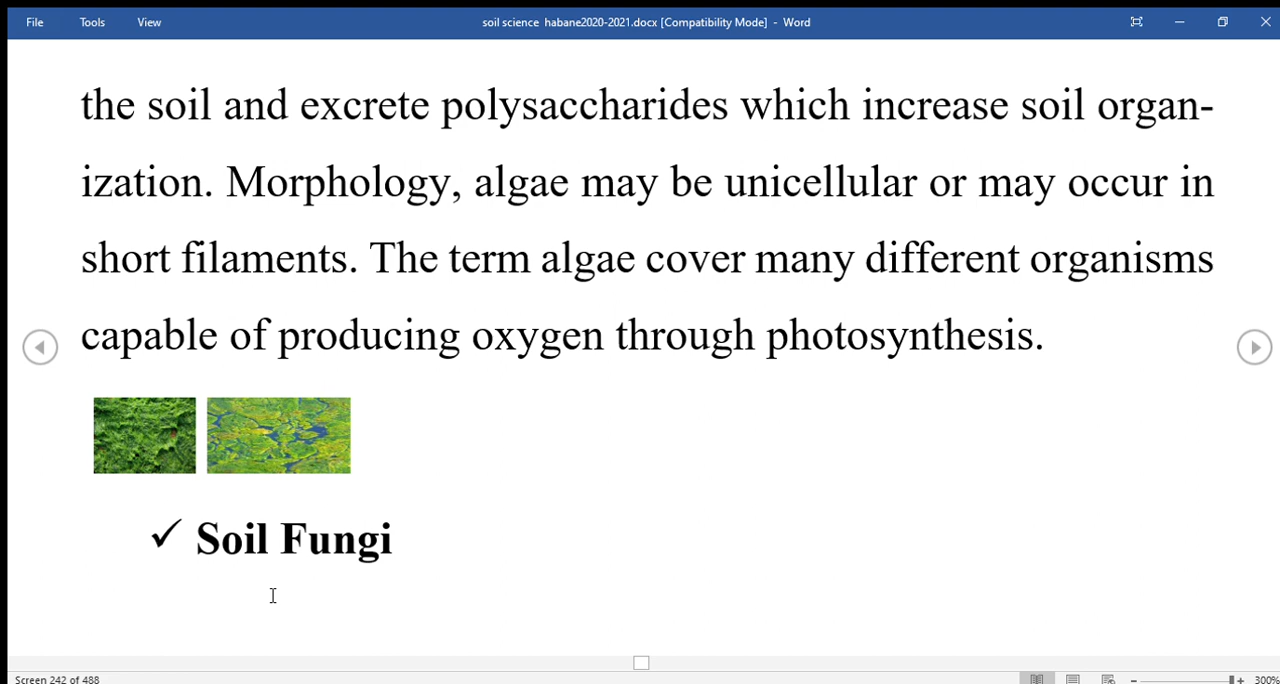 File Tools View soil science habane2020-2021.docx [Compatibility Mode] - Word
the soil and excrete polysaccharides which increase soil organ-
ization. Morphology, algae may be unicellular or may occur in
short filaments. The term algae cover many different organisms
capable of producing oxygen through photosynthesis.
✓ Soil Fungi
Screen 242 of 488 300%